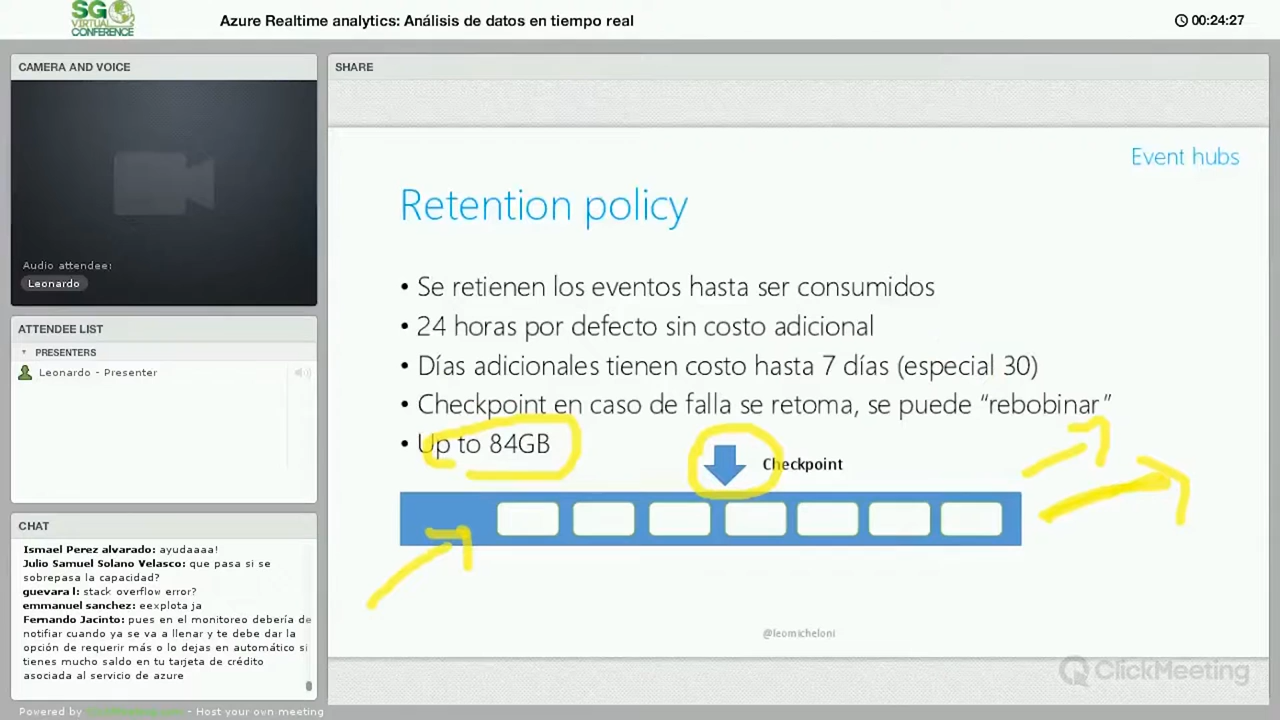 SG
VIRTUAL
CONFERENCE
Azure Realtime analytics: Análisis de datos en tiempo real
00:24:27
CAMERA AND VOICE
Audio attendee:
Leonardo
ATTENDEE LIST
PRESENTERS
Leonardo - Presenter
CHAT
Ismael Perez alvarado: ayudaaaa!
Julio Samuel Solano Velasco: que pasa si se
sobrepasa la capacidad?
guevara l: stack overflow error?
emmanuel sanchez: eexplota ja
Fernando Jacinto: pues en el monitoreo debería de
notifiar cuando ya se va a llenar y te debe dar la
opción de requerir más o lo dejas en automático si
tienes mucho saldo en tu tarjeta de crédito
asociada al servicio de azure
SHARE
Event hubs
Retention policy
• Se retienen los eventos hasta ser consumidos
• 24 horas por defecto sin costo adicional
• Días adicionales tienen costo hasta 7 días (especial 30)
• Checkpoint en caso de falla se retoma, se puede “rebobinar”
• Up to 84GB
Checkpoint
@leomicheloni
ClickMeeting
Powered by ClickMeeting.com - Host your own meeting